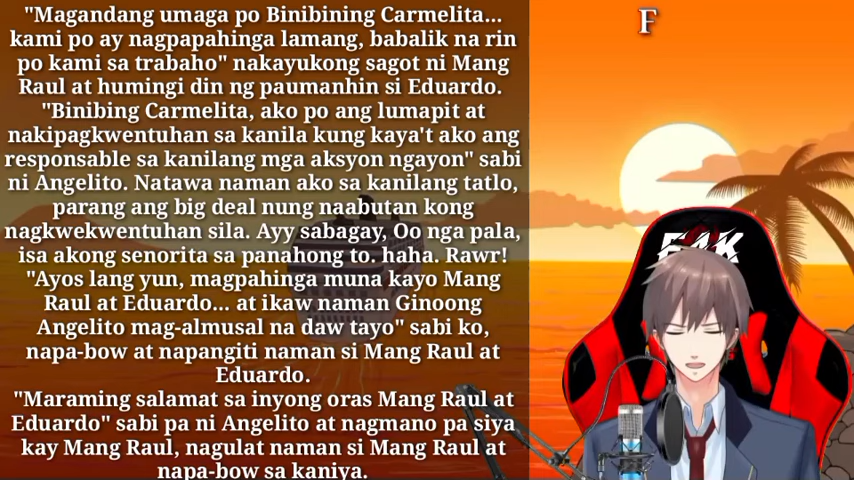 "Magandang umaga po Binibining Carmelita...
kami po ay nagpapahinga lamang, babalik na rin
po kami sa trabaho" nakayukong sagot ni Mang
Raul at humingi din ng paumanhin si Eduardo.
"Binibing Carmelita, ako po ang lumapit at
nakipagkwentuhan sa kanila kung kaya't ako ang
responsable sa kanilang mga aksyon ngayon" sabi
ni Angelito. Natawa naman ako sa kanilang tatlo,
parang ang big deal nung naabutan kong
nagkwekwentuhan sila. Ayy sabagay, Oo nga pala,
isa akong senorita sa panahong to. haha. Rawr!
"Ayos lang yun, magpahinga muna kayo Mang
Raul at Eduardo... at ikaw naman Ginoong
Angelito mag-almusal na daw tayo" sabi ko,
napa-bow at napangiti naman si Mang Raul at
Eduardo.
"Maraming salamat sa inyong oras Mang Raul at
Eduardo" sabi pa ni Angelito at nagmano pa siya
kay Mang Raul, nagulat naman si Mang Raul at
napa-bow sa kaniya.
F